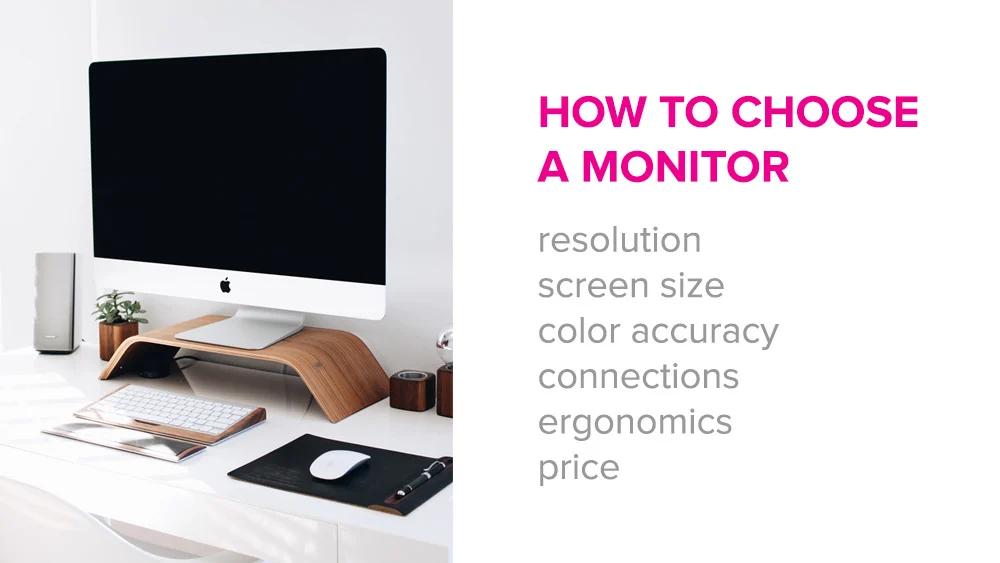 HOW TO CHOOSE
A MONITOR
resolution
screen size
color accuracy
connections
ergonomics
price